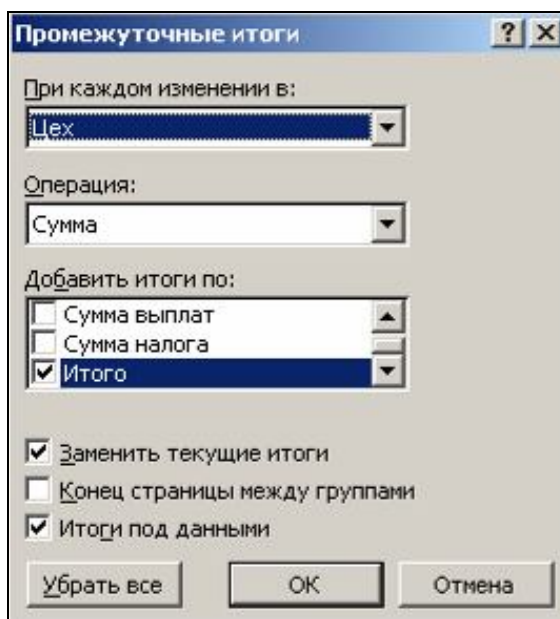 Промежуточные итоги
При каждом изменении в:
Цех
Операция:
Сумма
Добавить итоги по:
Сумма выплат
Сумма налога
Итого
Заменить текущие итоги
Конец страницы между группами
Итоги под данными
Убрать все ОК Отмена